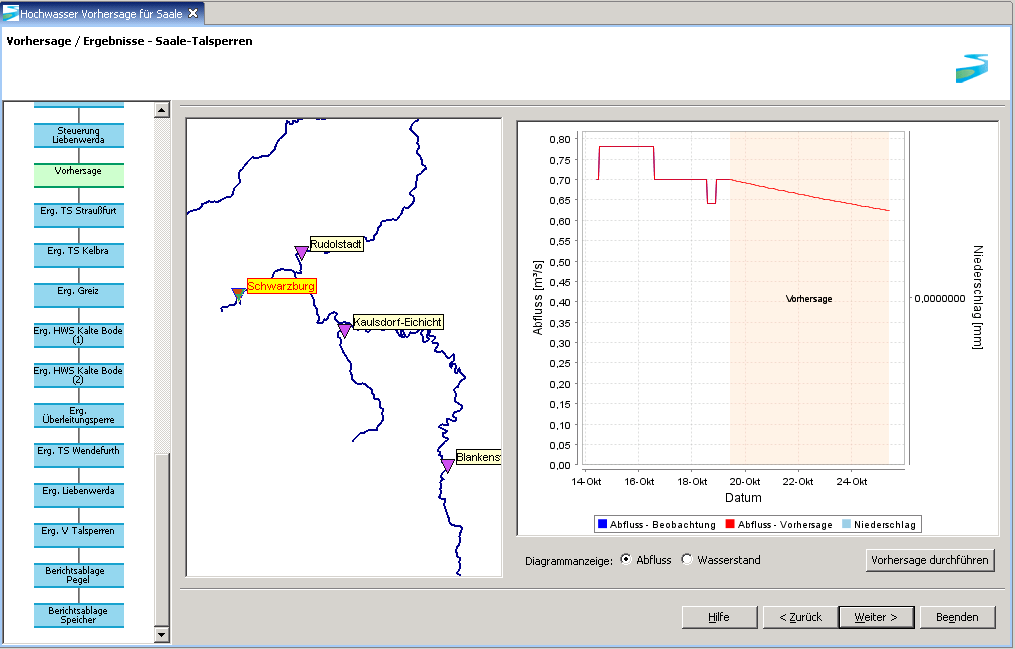 Hochwasser Vorhersage für Saale
Vorhersage / Ergebnisse - Saale-Talsperren
Steuerung
Liebenwerda
Vorhersage
Erg. TS Straußfurt
Erg. TS Kelbra
Erg. Greiz
Erg. HWS Kalte Bode
(1)
Erg. HWS Kalte Bode
(2)
Erg.
Überleitungsperre
Erg. TS Wendefurth
Erg. Liebenwerda
Erg. V Talsperren
Berichtsablage
Pegel
Berichtsablage
Speicher
Rudolstadt
Schwarzburg
Kaulsdorf-Eichicht
Blankenst
0,80
0,75
0,70
0,65
0,60
0,55
0,50
0,45
0,40
0,35
0,30
0,25
0,20
0,15
0,10
0,05
0,00
Abfluss [m³/s]
Vorhersage
0,0000000
Niederschlag [mm]
14-Okt 16-Okt 18-Okt 20-Okt 22-Okt 24-Okt
Datum
Abfluss - Beobachtung Abfluss - Vorhersage Niederschlag
Diagrammanzeige: Abfluss Wasserstand Vorhersage durchführen
Hilfe < Zurück Weiter > Beenden